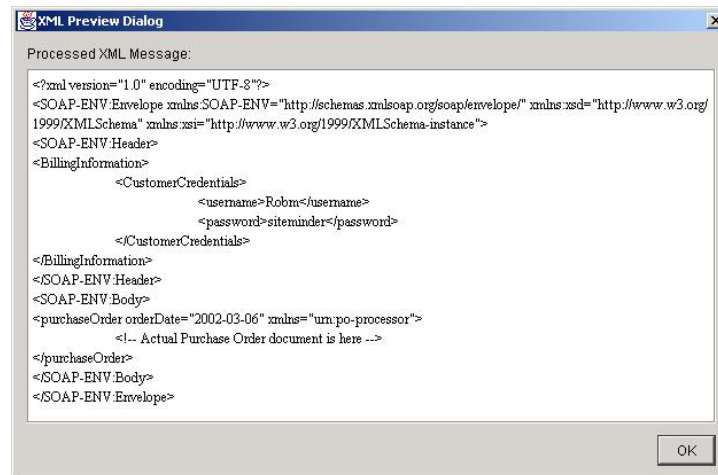 XML Preview Dialog
Processed XML Message:
<?xml version="1.0" encoding="UTF-8"?>
<SOAP-ENV:Envelope xmlns:SOAP-ENV="http://schemas.xmlsoap.org/soap/envelope/" xmlns:xsd="http://www.w3.org/
1999/XMLSchema" xmlns:xsi="http://www.w3.org/1999/XMLSchema-instance">
<SOAP-ENV:Header>
<BillingInformation>
<CustomerCredentials>
<username>Robm</username>
<password>siteminder</password>
</CustomerCredentials>
</BillingInformation>
</SOAP-ENV:Header>
<SOAP-ENV:Body>
<purchaseOrder orderDate="2002-03-06" xmlns="urn:po-processor">
<!-- Actual Purchase Order document is here -->
</purchaseOrder>
</SOAP-ENV:Body>
</SOAP-ENV:Envelope>
OK